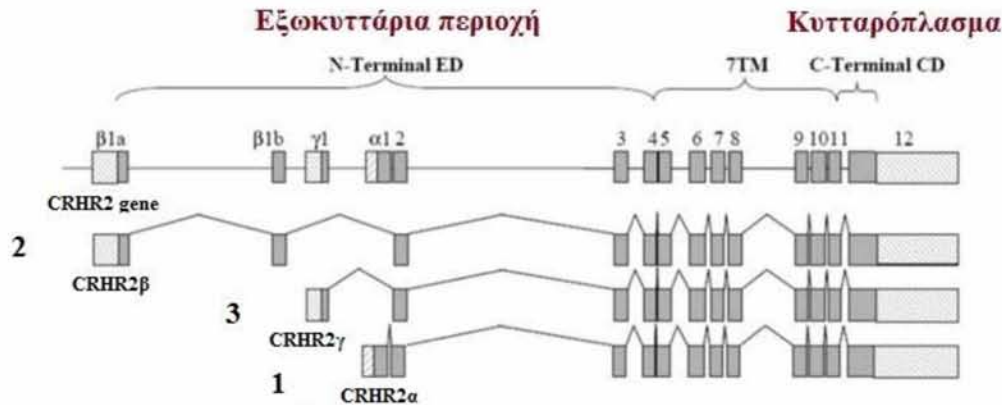 Εξωκυττάρια περιοχή Κυτταρόπλασμα
N-Terminal ED 7TM C-Terminal CD
β1a β1b γ1 α1 2 3 4 5 6 7 8 9 10 11 12
CRHR2 gene
2
CRHR2β
3
CRHR2γ
1
CRHR2α